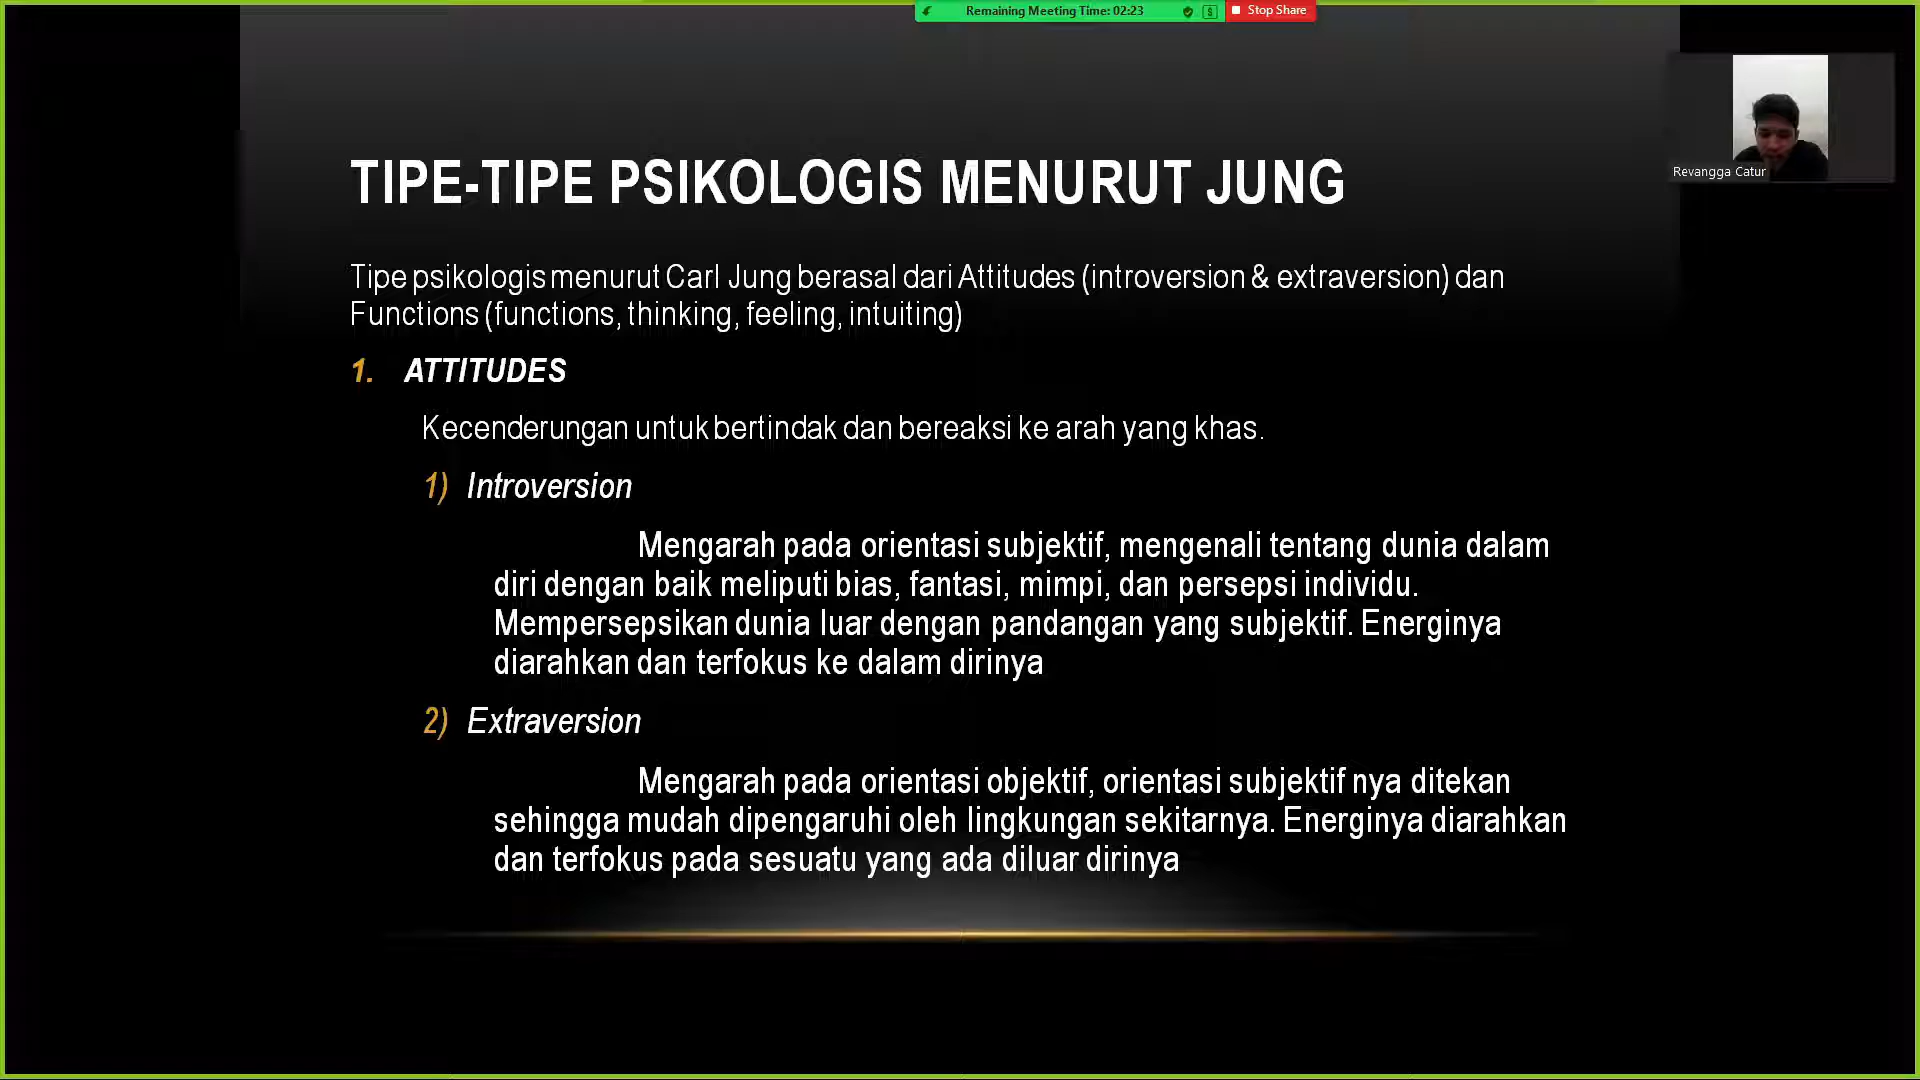 Remaining Meeting Time: 02:23
Stop Share
Revangga Catur
TIPE-TIPE PSIKOLOGIS MENURUT JUNG
Tipe psikologis menurut Carl Jung berasal dari Attitudes (introversion & extraversion) dan
Functions (functions, thinking, feeling, intuiting)
1. ATTITUDES
Kecenderungan untuk bertindak dan bereaksi ke arah yang khas.
1) Introversion
Mengarah pada orientasi subjektif, mengenali tentang dunia dalam
diri dengan baik meliputi bias, fantasi, mimpi, dan persepsi individu.
Mempersepsikan dunia luar dengan pandangan yang subjektif. Energinya
diarahkan dan terfokus ke dalam dirinya
2) Extraversion
Mengarah pada orientasi objektif, orientasi subjektif nya ditekan
sehingga mudah dipengaruhi oleh lingkungan sekitarnya. Energinya diarahkan
dan terfokus pada sesuatu yang ada diluar dirinya